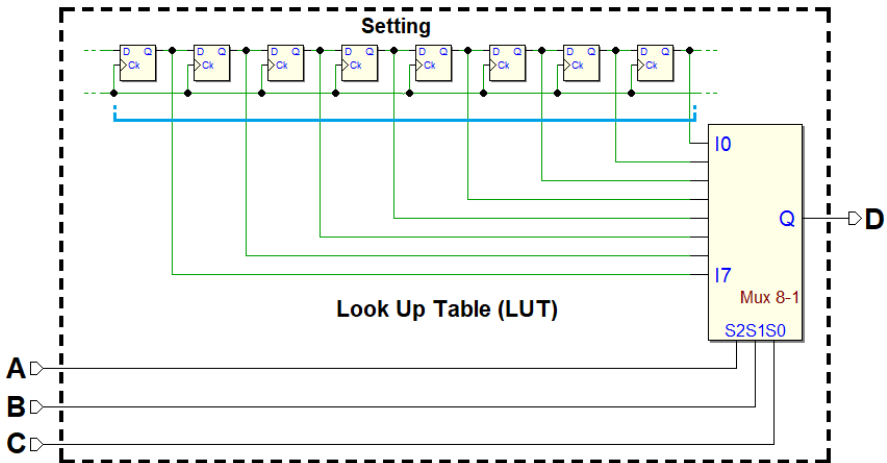 Setting
D Q D Q D Q D Q D Q D Q D Q D Q
Ck Ck Ck Ck Ck Ck Ck Ck
I0
Q
D
I7
Mux 8-1
Look Up Table (LUT)
S2S1S0
A
B
C